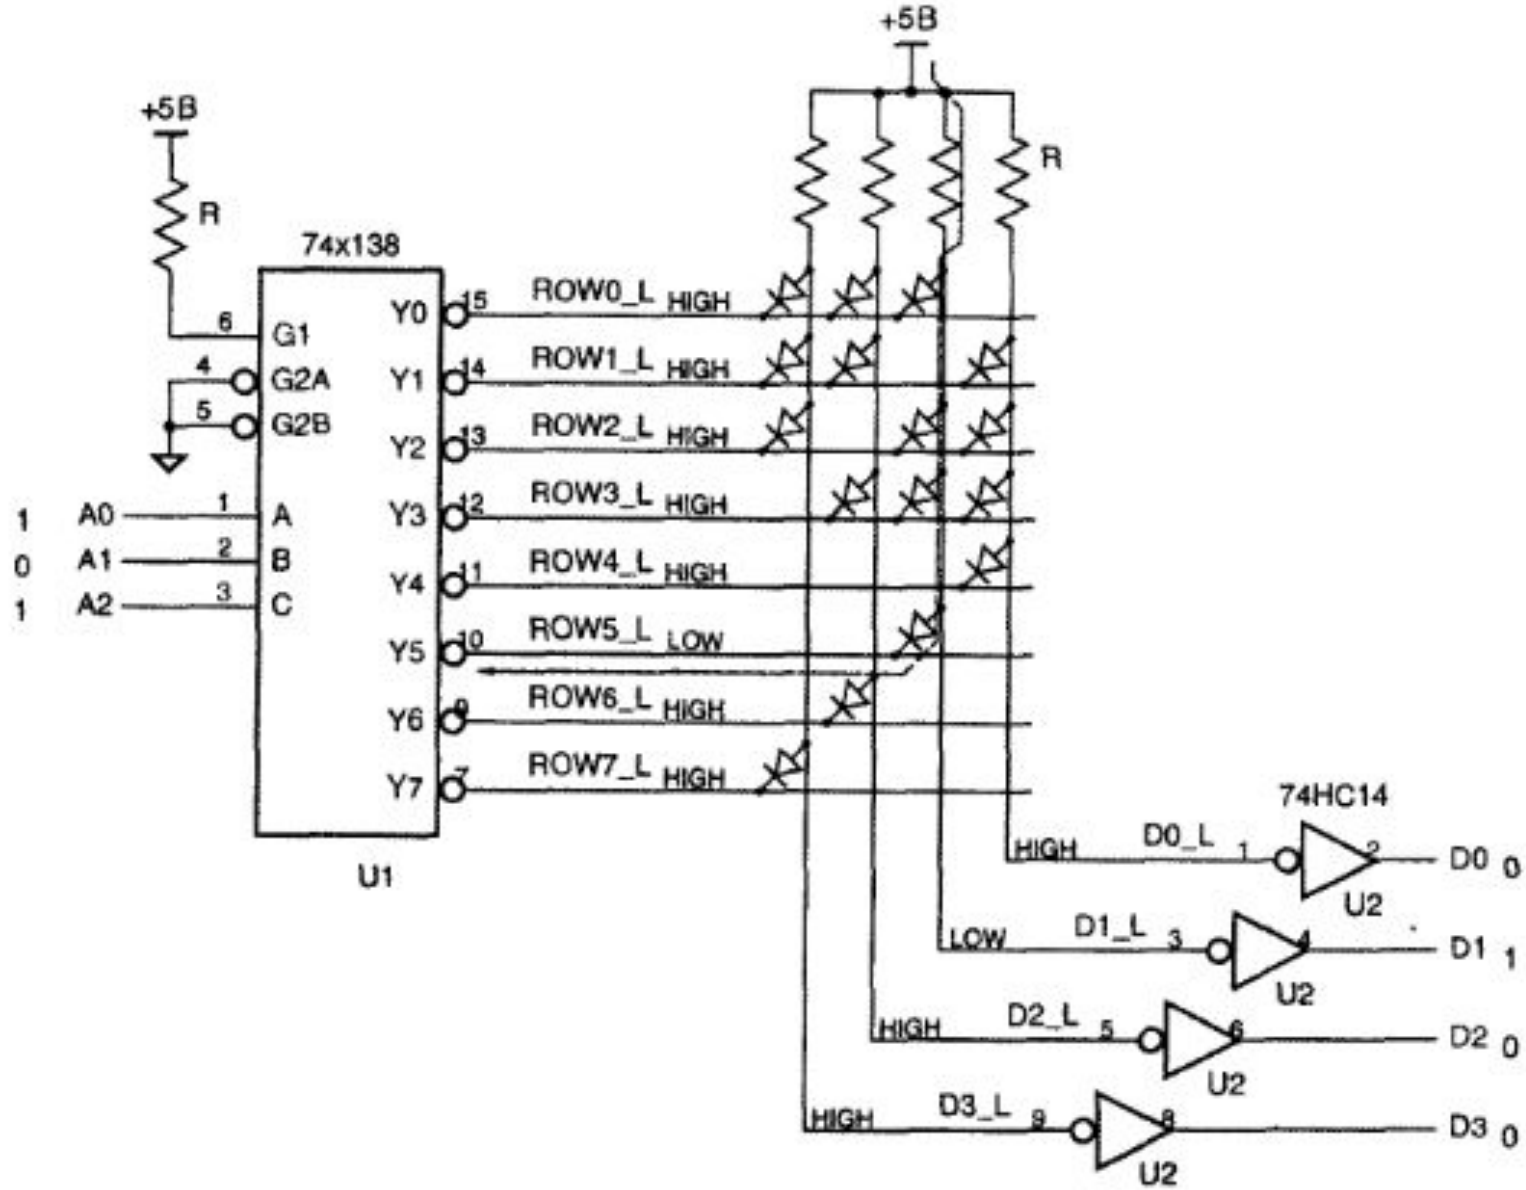 +5В
+5В
R
R
74x138
Y0 15 ROW0_L HIGH
6 G1
Y1 14 ROW1_L HIGH
4 G2A
5 G2B
Y2 13 ROW2_L HIGH
Y3 12 ROW3_L HIGH
1 A0 1 A
0 A1 2 B
Y4 11 ROW4_L HIGH
1 A2 3 C
Y5 10 ROW5_L LOW
Y6 9 ROW6_L HIGH
Y7 7 ROW7_L HIGH
U1
74HC14
HIGH D0_L 1 2 D0 0
U2
LOW D1_L 3 4 D1 1
U2
HIGH D2_L 5 6 D2 0
U2
HIGH D3_L 9 8 D3 0
U2